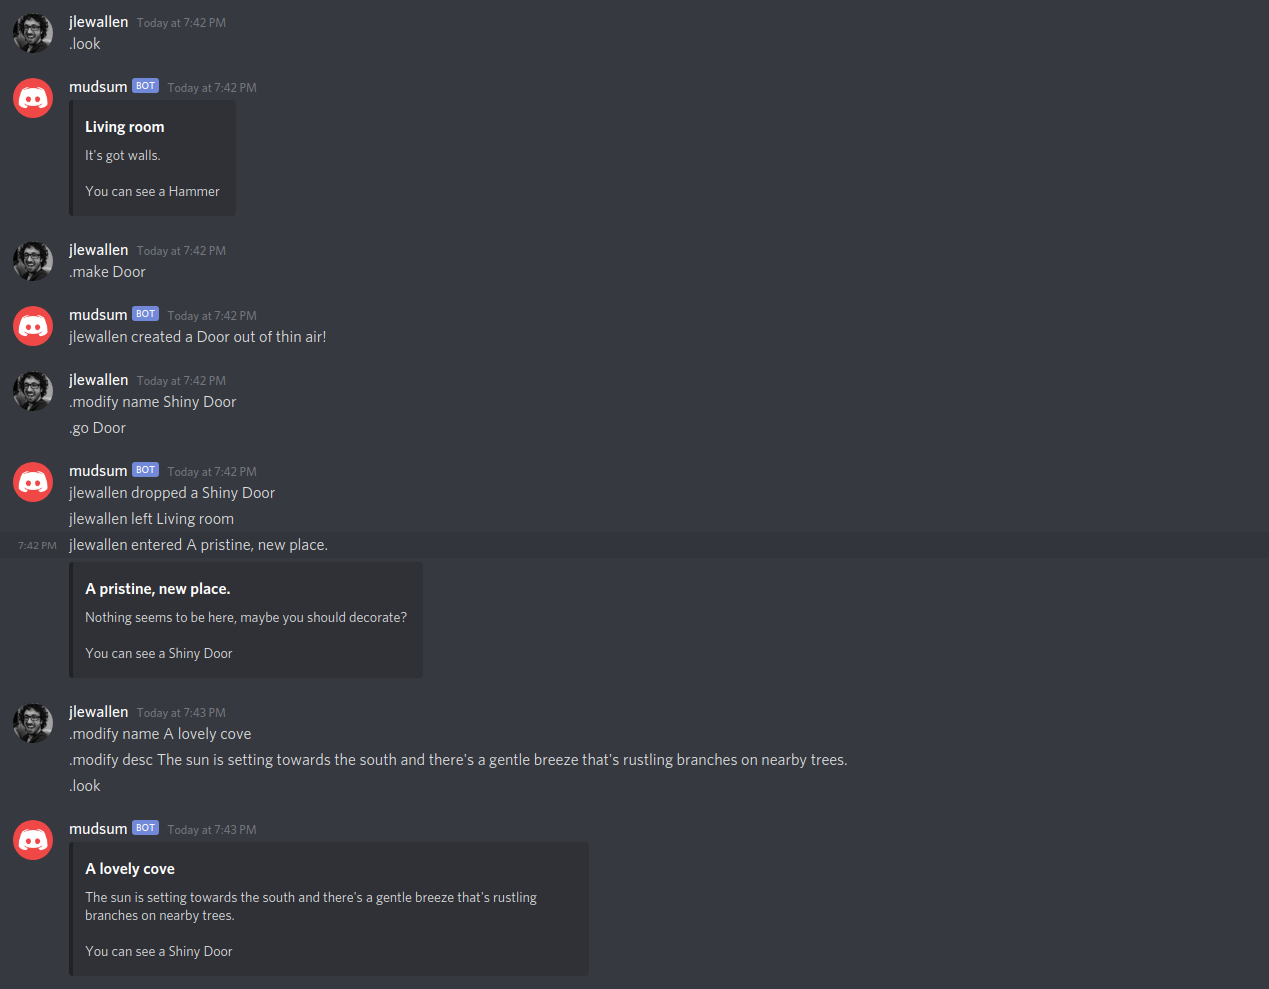 jlewallen Today at 7:42 PM
.look
mudsum BOT Today at 7:42 PM
Living room
It's got walls.
You can see a Hammer
jlewallen Today at 7:42 PM
.make Door
mudsum BOT Today at 7:42 PM
jlewallen created a Door out of thin air!
jlewallen Today at 7:42 PM
.modify name Shiny Door
.go Door
mudsum BOT Today at 7:42 PM
jlewallen dropped a Shiny Door
jlewallen left Living room
7:42 PM jlewallen entered A pristine, new place.
A pristine, new place.
Nothing seems to be here, maybe you should decorate?
You can see a Shiny Door
jlewallen Today at 7:43 PM
.modify name A lovely cove
.modify desc The sun is setting towards the south and there's a gentle breeze that's rustling branches on nearby trees.
.look
mudsum BOT Today at 7:43 PM
A lovely cove
The sun is setting towards the south and there's a gentle breeze that's rustling
branches on nearby trees.
You can see a Shiny Door